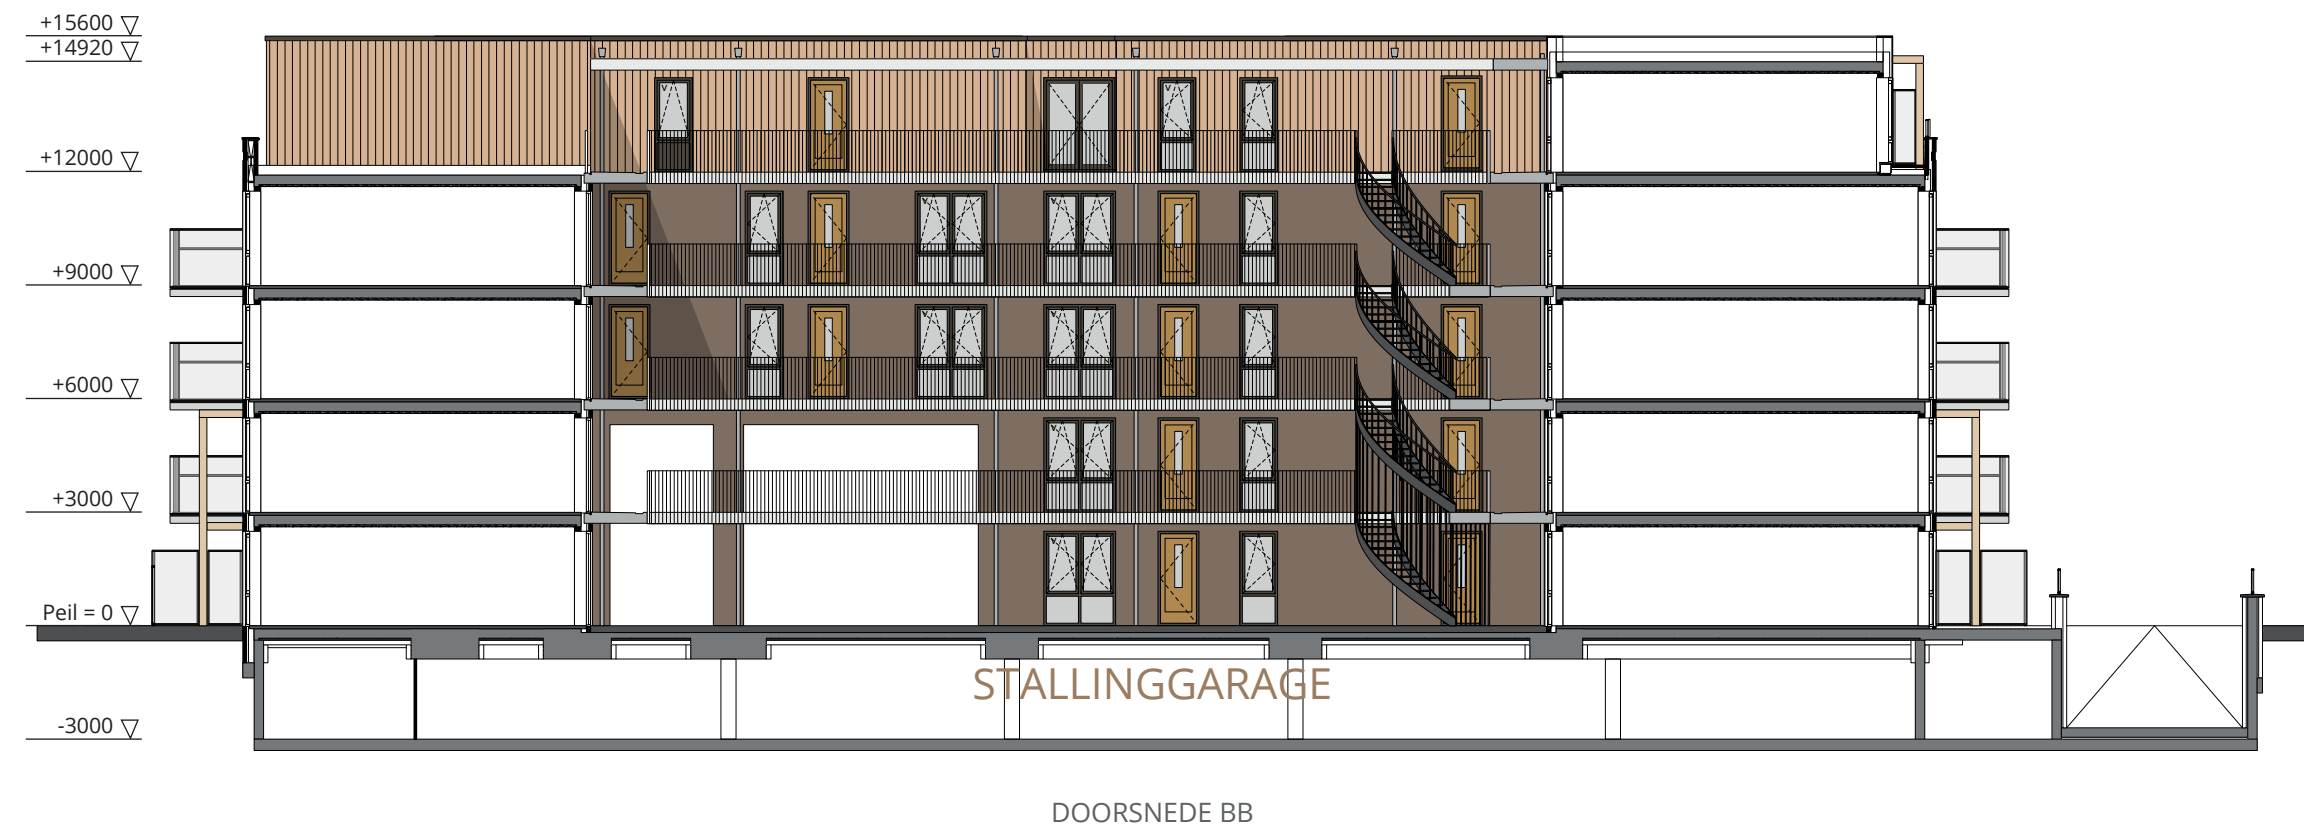 +15600
+14920
+12000
+9000
+6000
+3000
Peil = 0
STALLINGGARAGE
-3000
DOORSNEDE BB